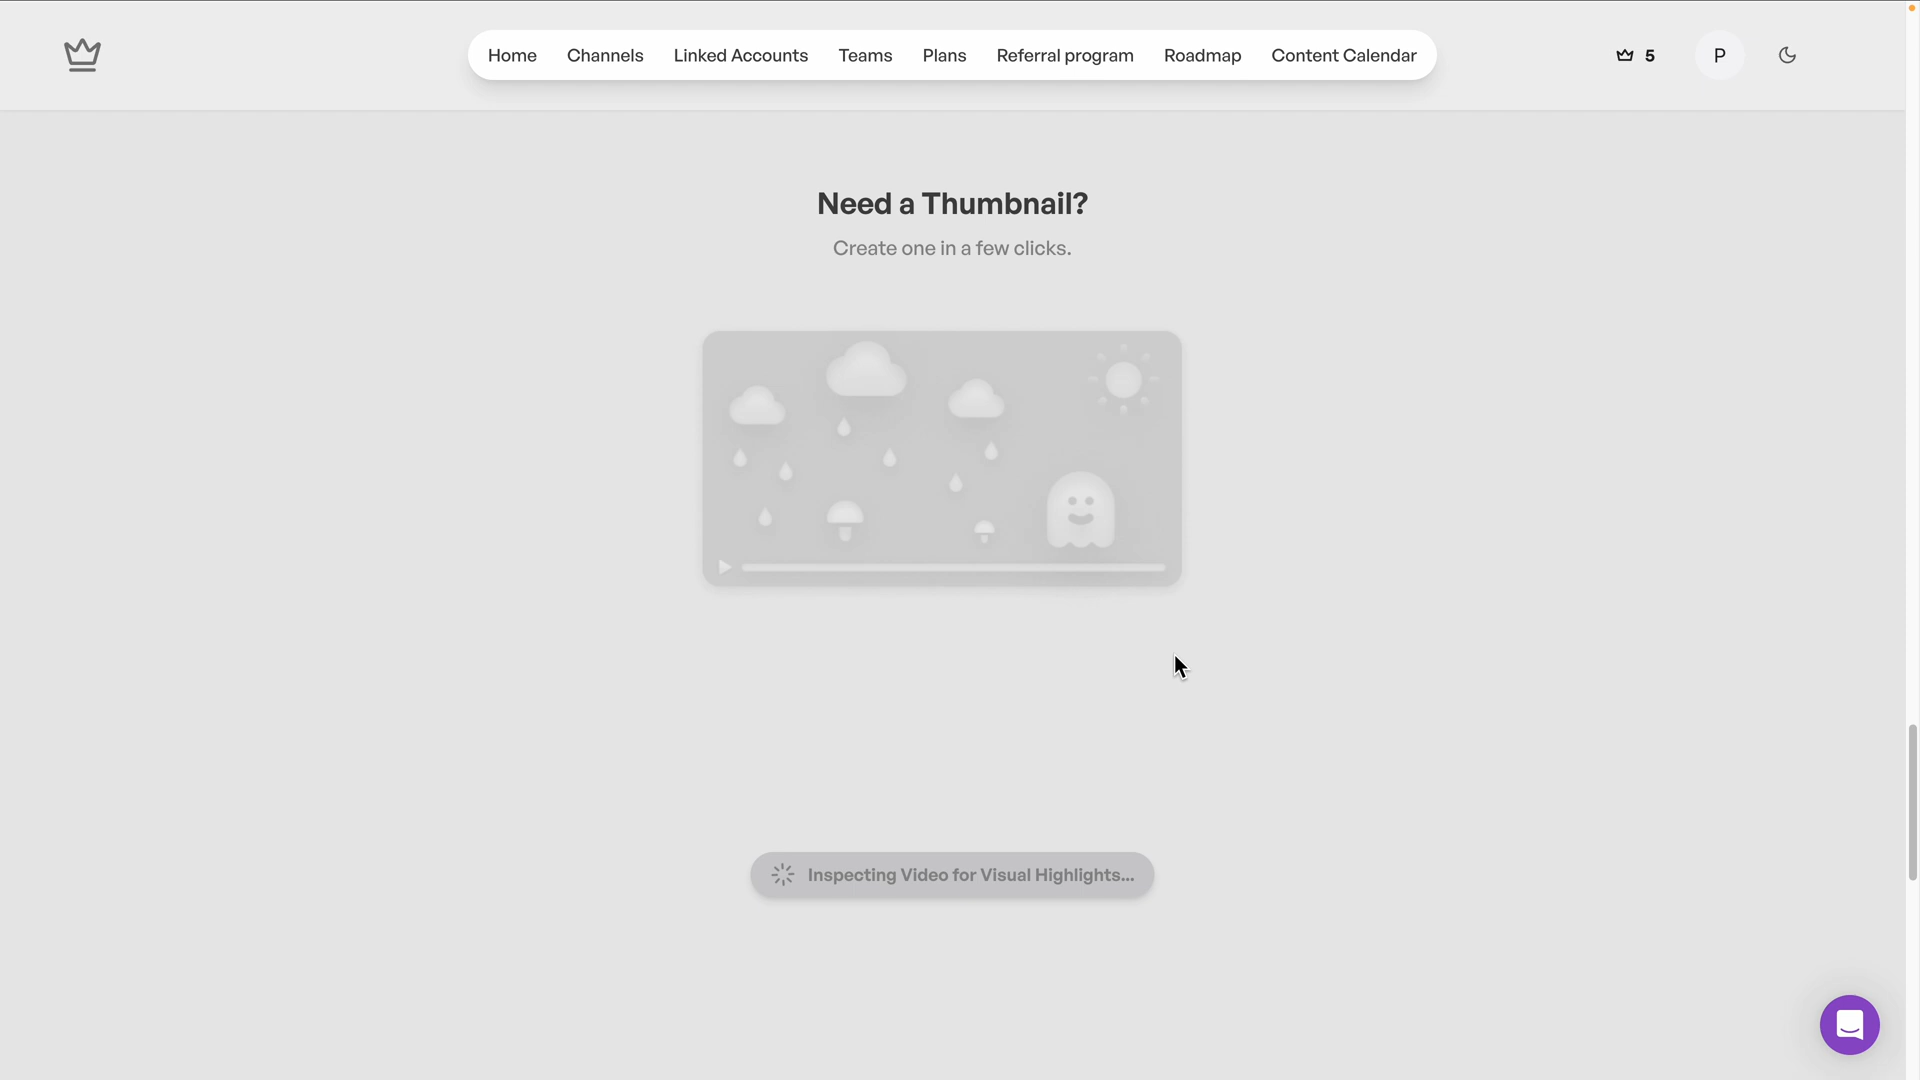 Home Channels Linked Accounts Teams Plans Referral program Roadmap Content Calendar 5 P
Need a Thumbnail?
Create one in a few clicks.
Inspecting Video for Visual Highlights...